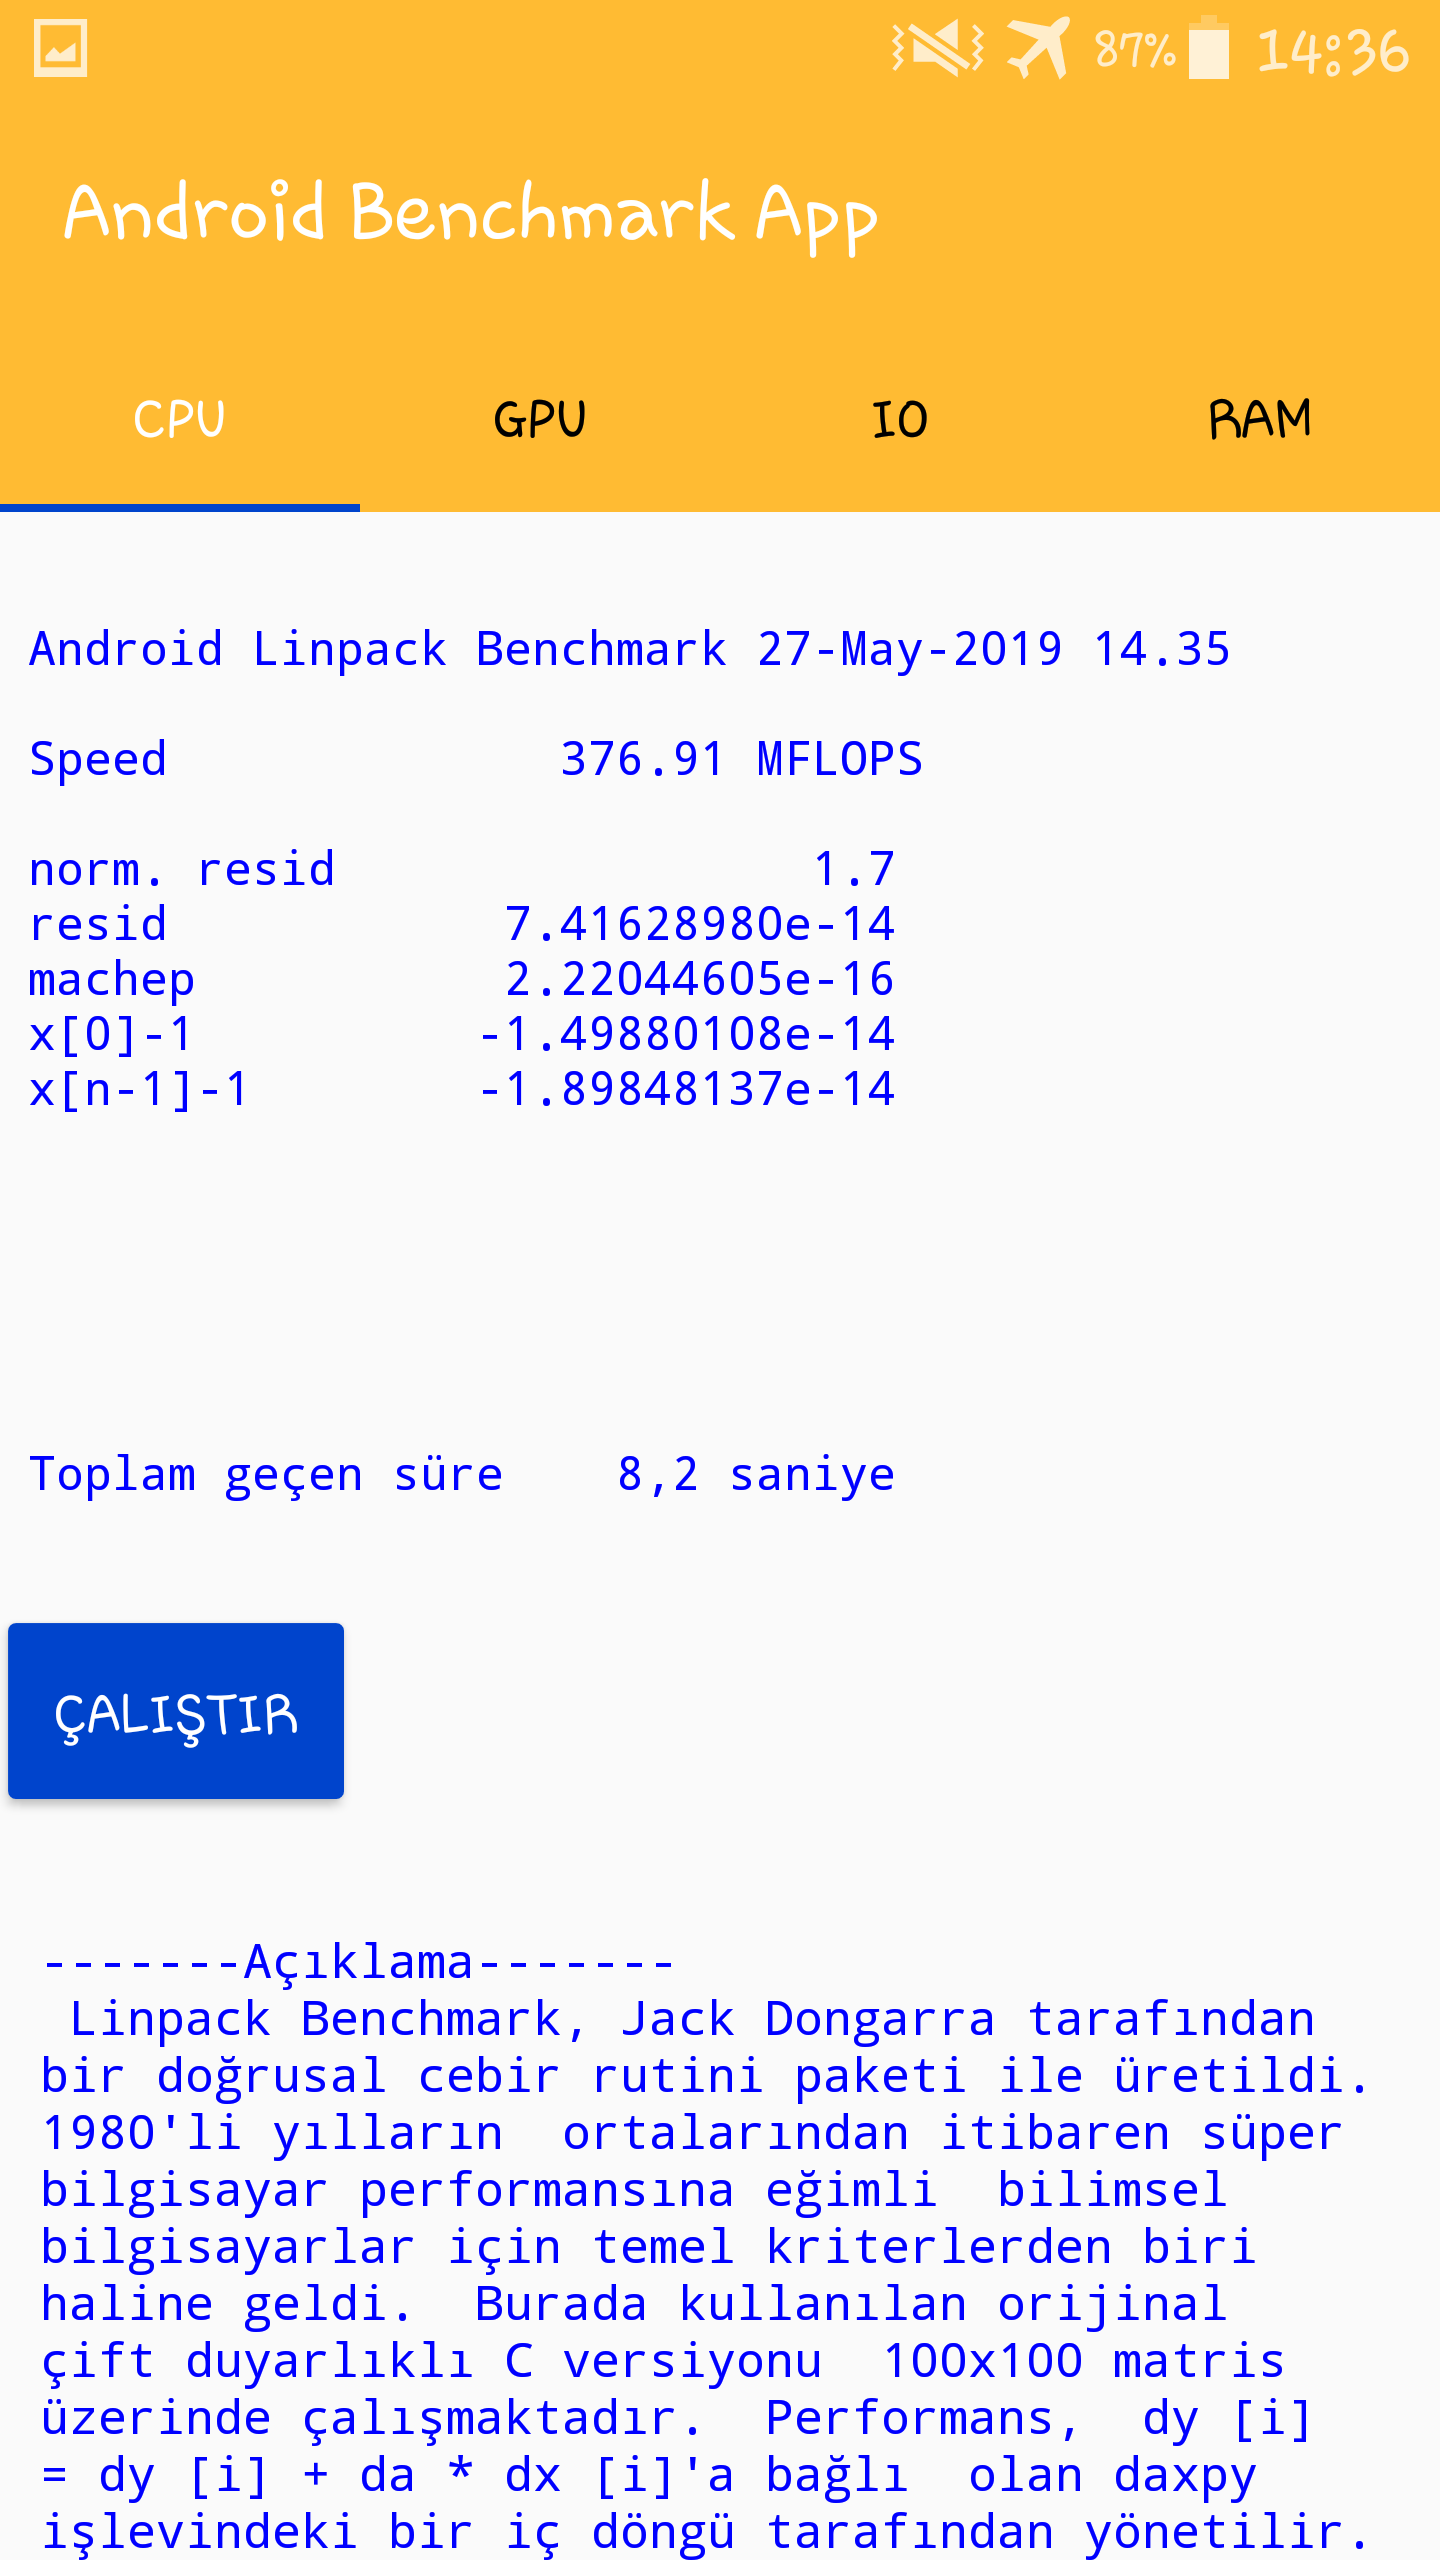 87% 14:36
Android Benchmark App
CPU GPU IO RAM
Android Linpack Benchmark 27-May-2019 14.35
Speed 376.91 MFLOPS
norm. resid 1.7
resid 7.41628980e-14
machep 2.22044605e-16
x[0]-1 -1.49880108e-14
x[n-1]-1 -1.89848137e-14
Toplam geçen süre 8,2 saniye
ÇALIŞTIR
-------Açıklama-------
Linpack Benchmark, Jack Dongarra tarafından
bir doğrusal cebir rutini paketi ile üretildi.
1980'li yılların ortalarından itibaren süper
bilgisayar performansına eğimli bilimsel
bilgisayarlar için temel kriterlerden biri
haline geldi. Burada kullanılan orijinal
çift duyarlıklı C versiyonu 100x100 matris
üzerinde çalışmaktadır. Performans, dy [i]
= dy [i] + da * dx [i]'a bağlı olan daxpy
işlevindeki bir iç döngü tarafından yönetilir.